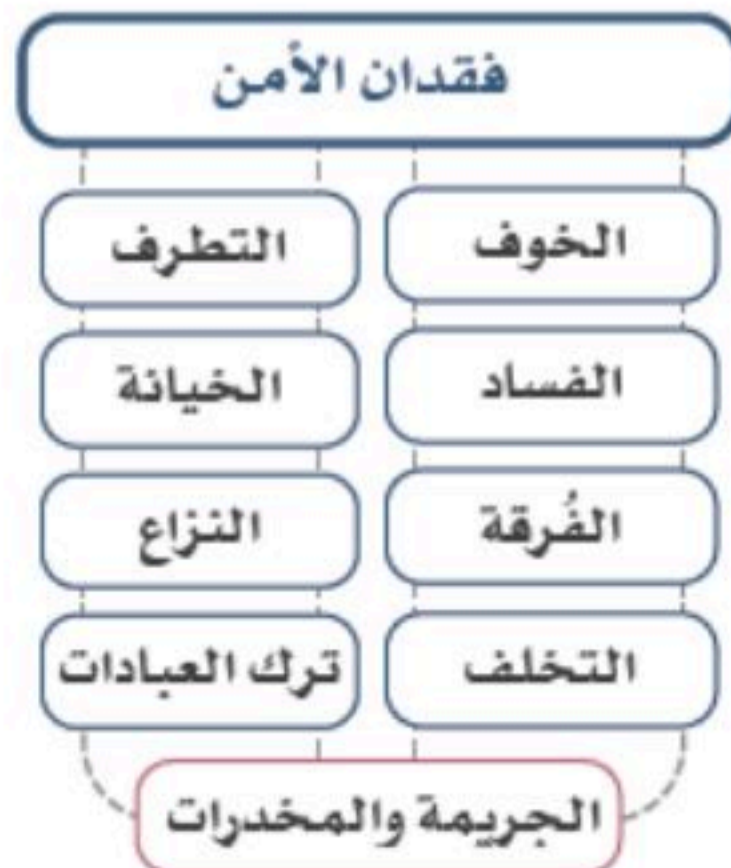 فقدان الأمن
الخوف
التطرف
الفساد
الخيانة
الفُرقة
النزاع
التخلف
ترك العبادات
الجريمة والمخدرات